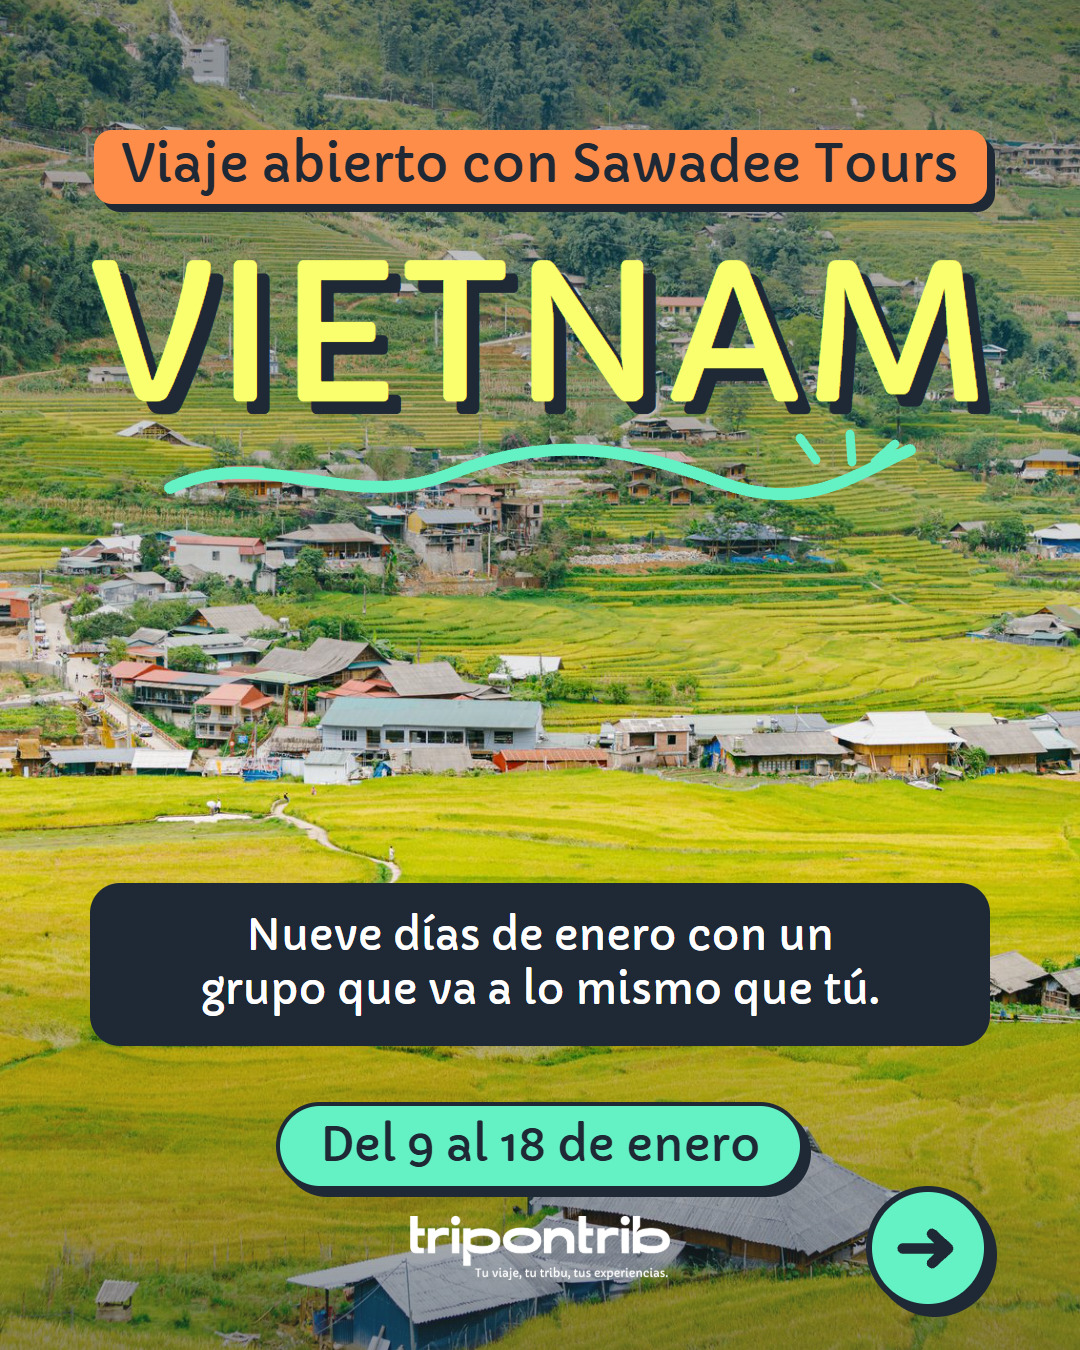 Viaje abierto con Sawadee Tours
VIETNAM
Nueve días de enero con un
grupo que va a lo mismo que tú.
Del 9 al 18 de enero
tripontrib
Tu viaje, tu tribu, tus experiencias.